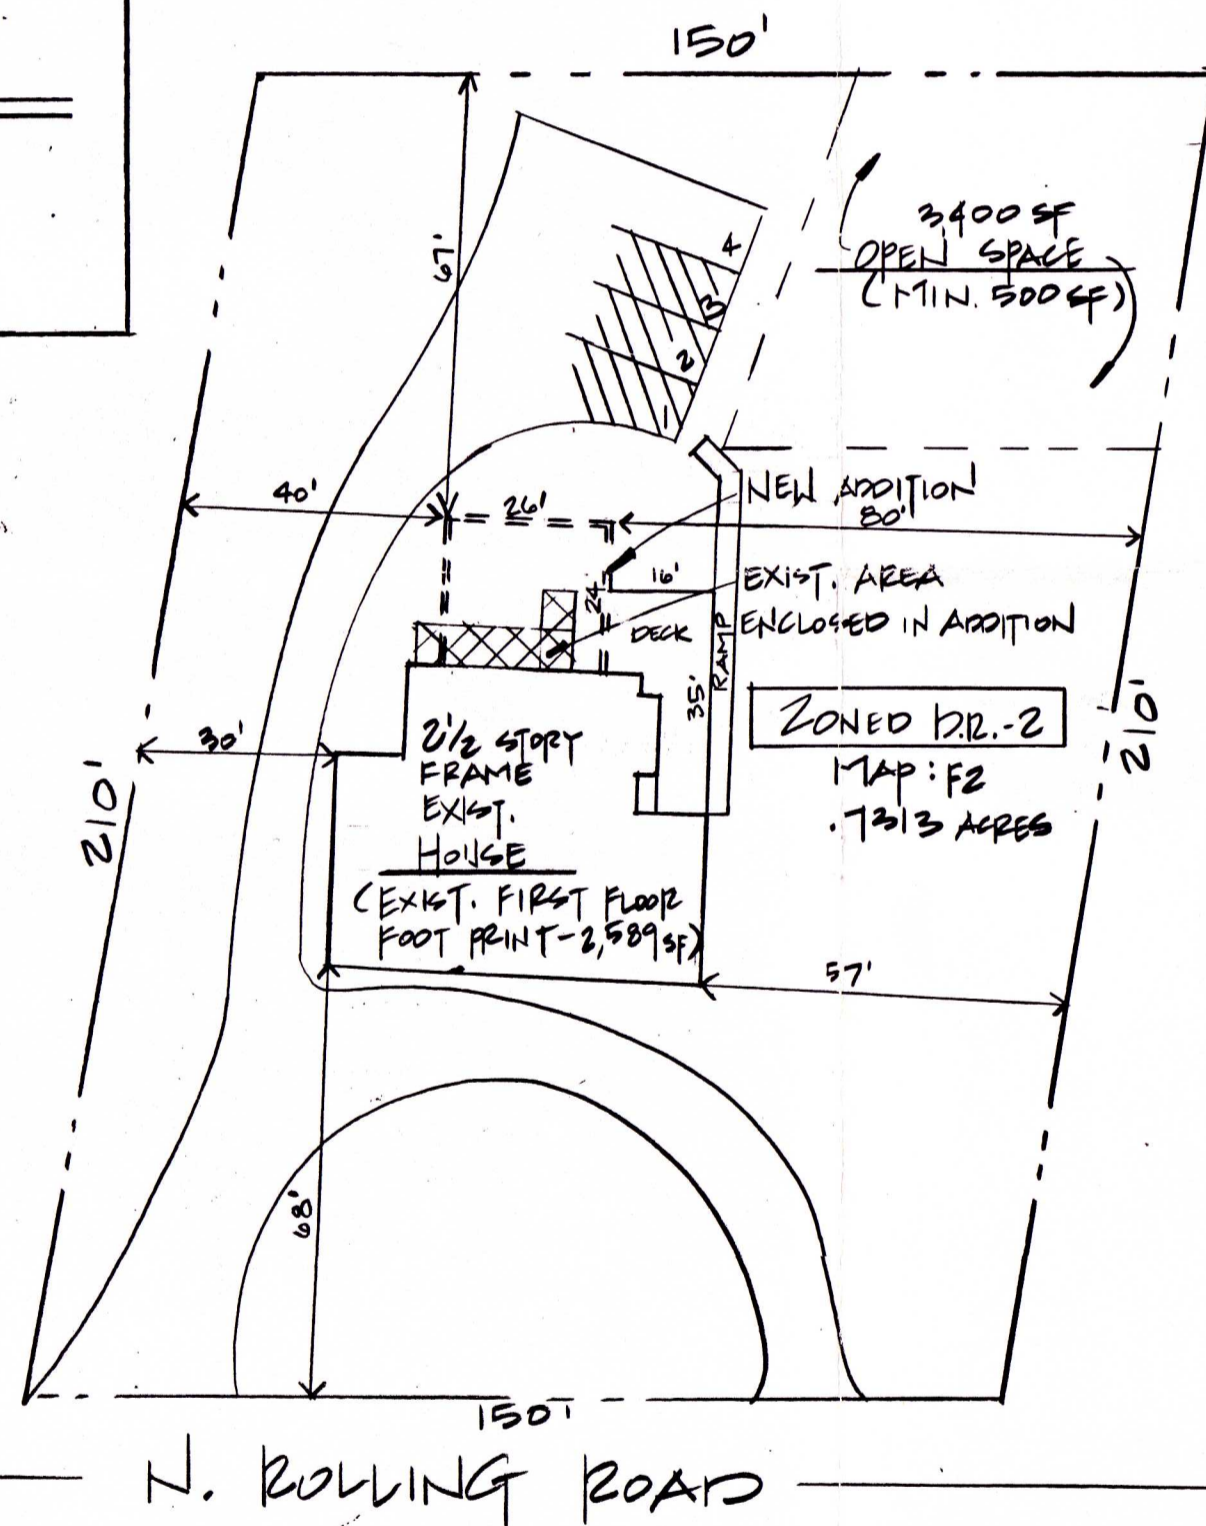 150'
67'
4
3
2
1
3400 SF
OPEN SPACE
(MIN. 500 SF)
NEW ADDITION
40'
26'
80'
16'
24'
EXIST. AREA
ENCLOSED IN ADDITION
DECK
RAMP
35'
ZONED D.R.-2
MAP: F2
.7313 ACRES
30'
2 1/2 STORY
FRAME
EXIST.
HOUSE
(EXIST. FIRST FLOOR
FOOT PRINT-2,589 SF)
210'
210'
57'
68'
150'
N. ROLLING ROAD